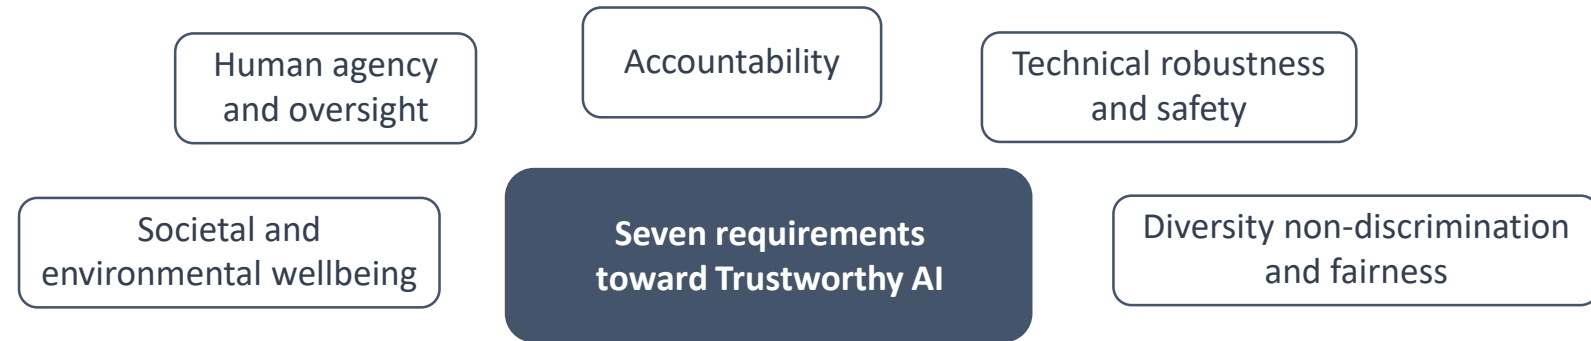 Human agency
and oversight
Accountability
Technical robustness
and safety
Societal and
environmental wellbeing
Seven requirements
toward Trustworthy AI
Diversity non-discrimination
and fairness